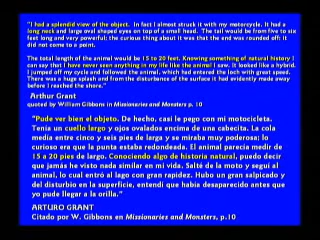 "I had a splendid view of the object.  In fact I almost struck it with my motorcycle. It had a
long neck and large oval shaped eyes on top of a small head.  The tail would be from five to six
feet long and very powerful; the curious thing about it was that the end was rounded off: it
did not come to a point.
The total length of the animal would be 15 to 20 feet. Knowing something of natural history I
can say that I have never seen anything in my life like the animal I saw. It looked like a hybrid.
I jumped off my cycle and followed the animal, which had entered the loch with great speed.
There was a huge splash and from the disturbance of the surface it had evidently made away
before I reached the shore."
Arthur Grant
quoted by William Gibbons in Missionaries and Monsters p. 10
"Pude ver bien el objeto. De hecho, casi le pego con mi motocicleta.
Tenía un cuello largo y ojos ovalados encima de una cabecita. La cola
media entre cinco y seis pies de larga y se miraba muy poderosa; lo
curioso era que la punta estaba redondeada. El animal parecía medir de
15 a 20 pies de largo. Conociendo algo de historia natural, puedo decir
que jamás he visto nada similar en mi vida. Salté de la moto y seguí al
animal, lo cual entró al lago con gran rapidez. Hubo un gran salpicado y
del disturbio en la superficie, entendí que había desaparecido antes que
yo pude llegar a la orilla."
ARTURO GRANT
Citado por W. Gibbons en Missionaries and Monsters, p.10